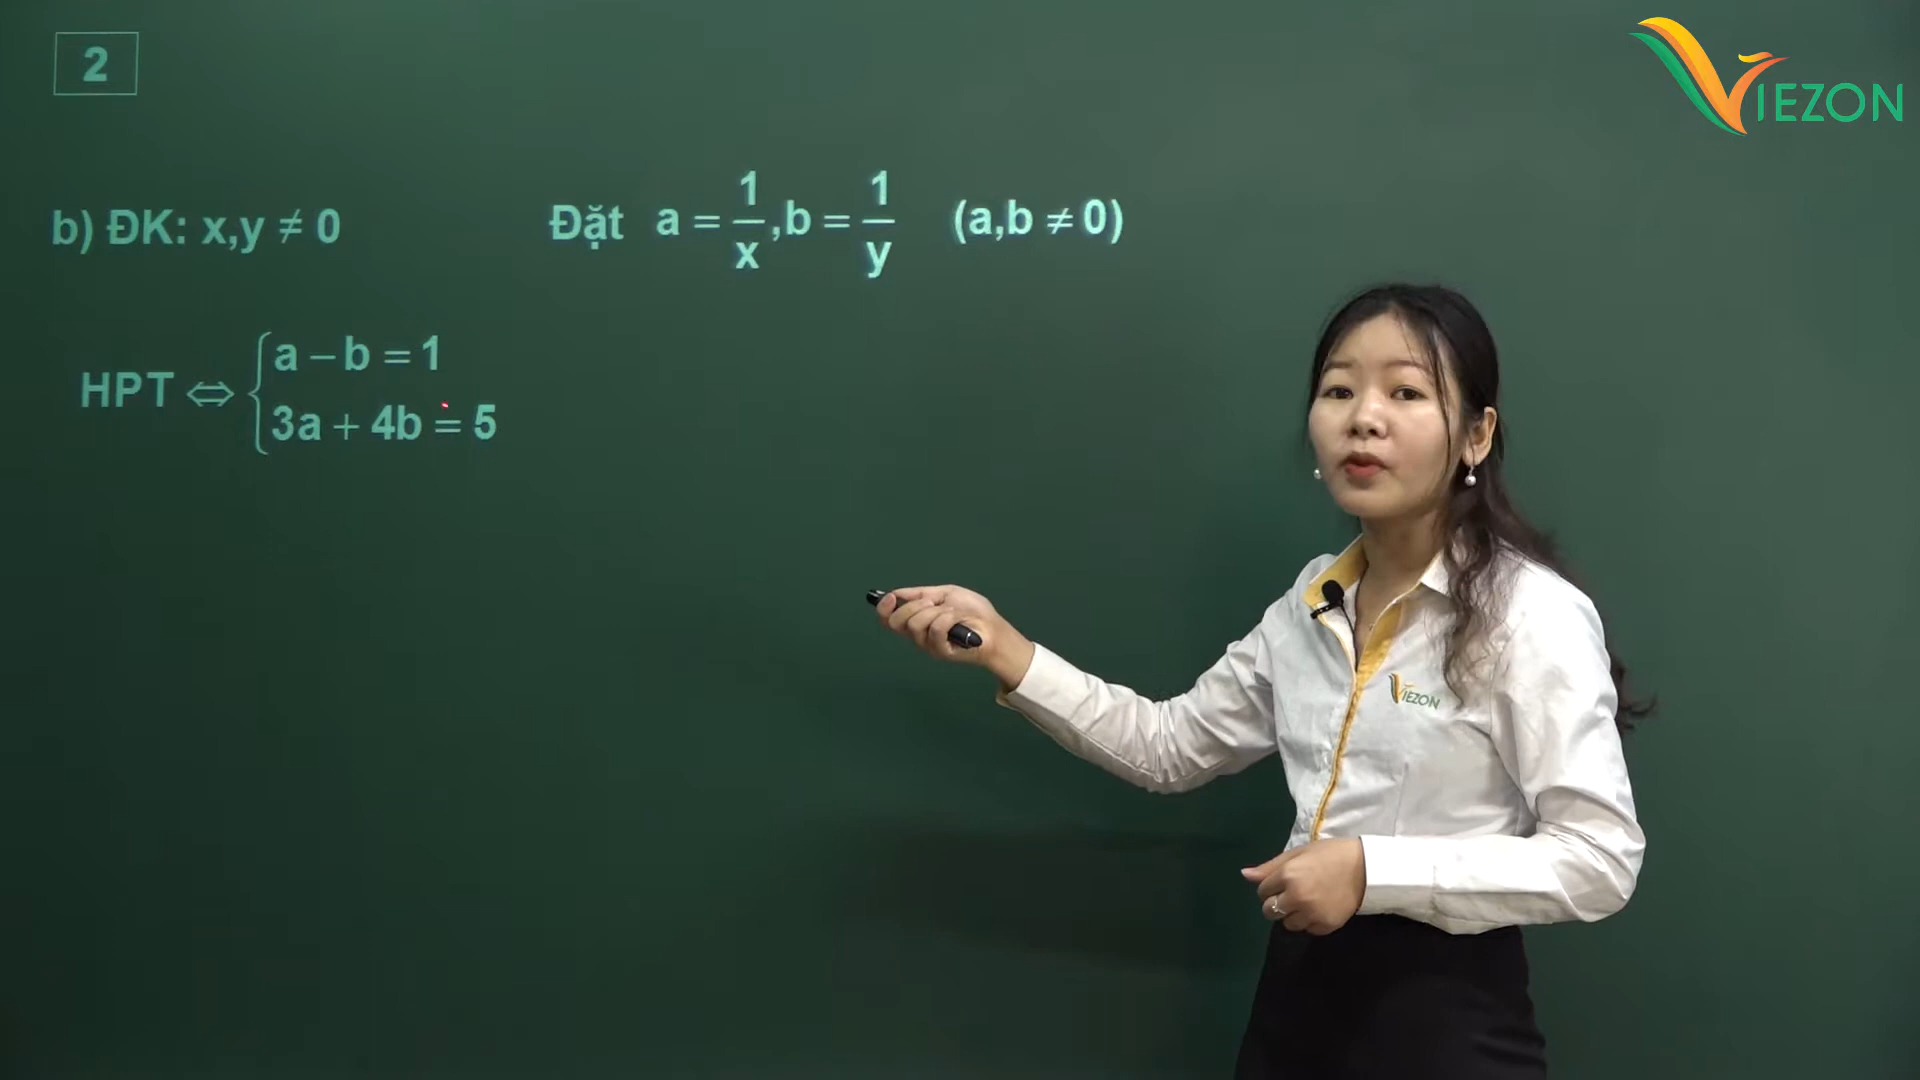 2
VIEZON
b) ĐK: x,y ≠ 0
Đặt a = 1/x, b = 1/y (a,b ≠ 0)
HPT ⇔ { a – b = 1
3a + 4b = 5
VIEZON